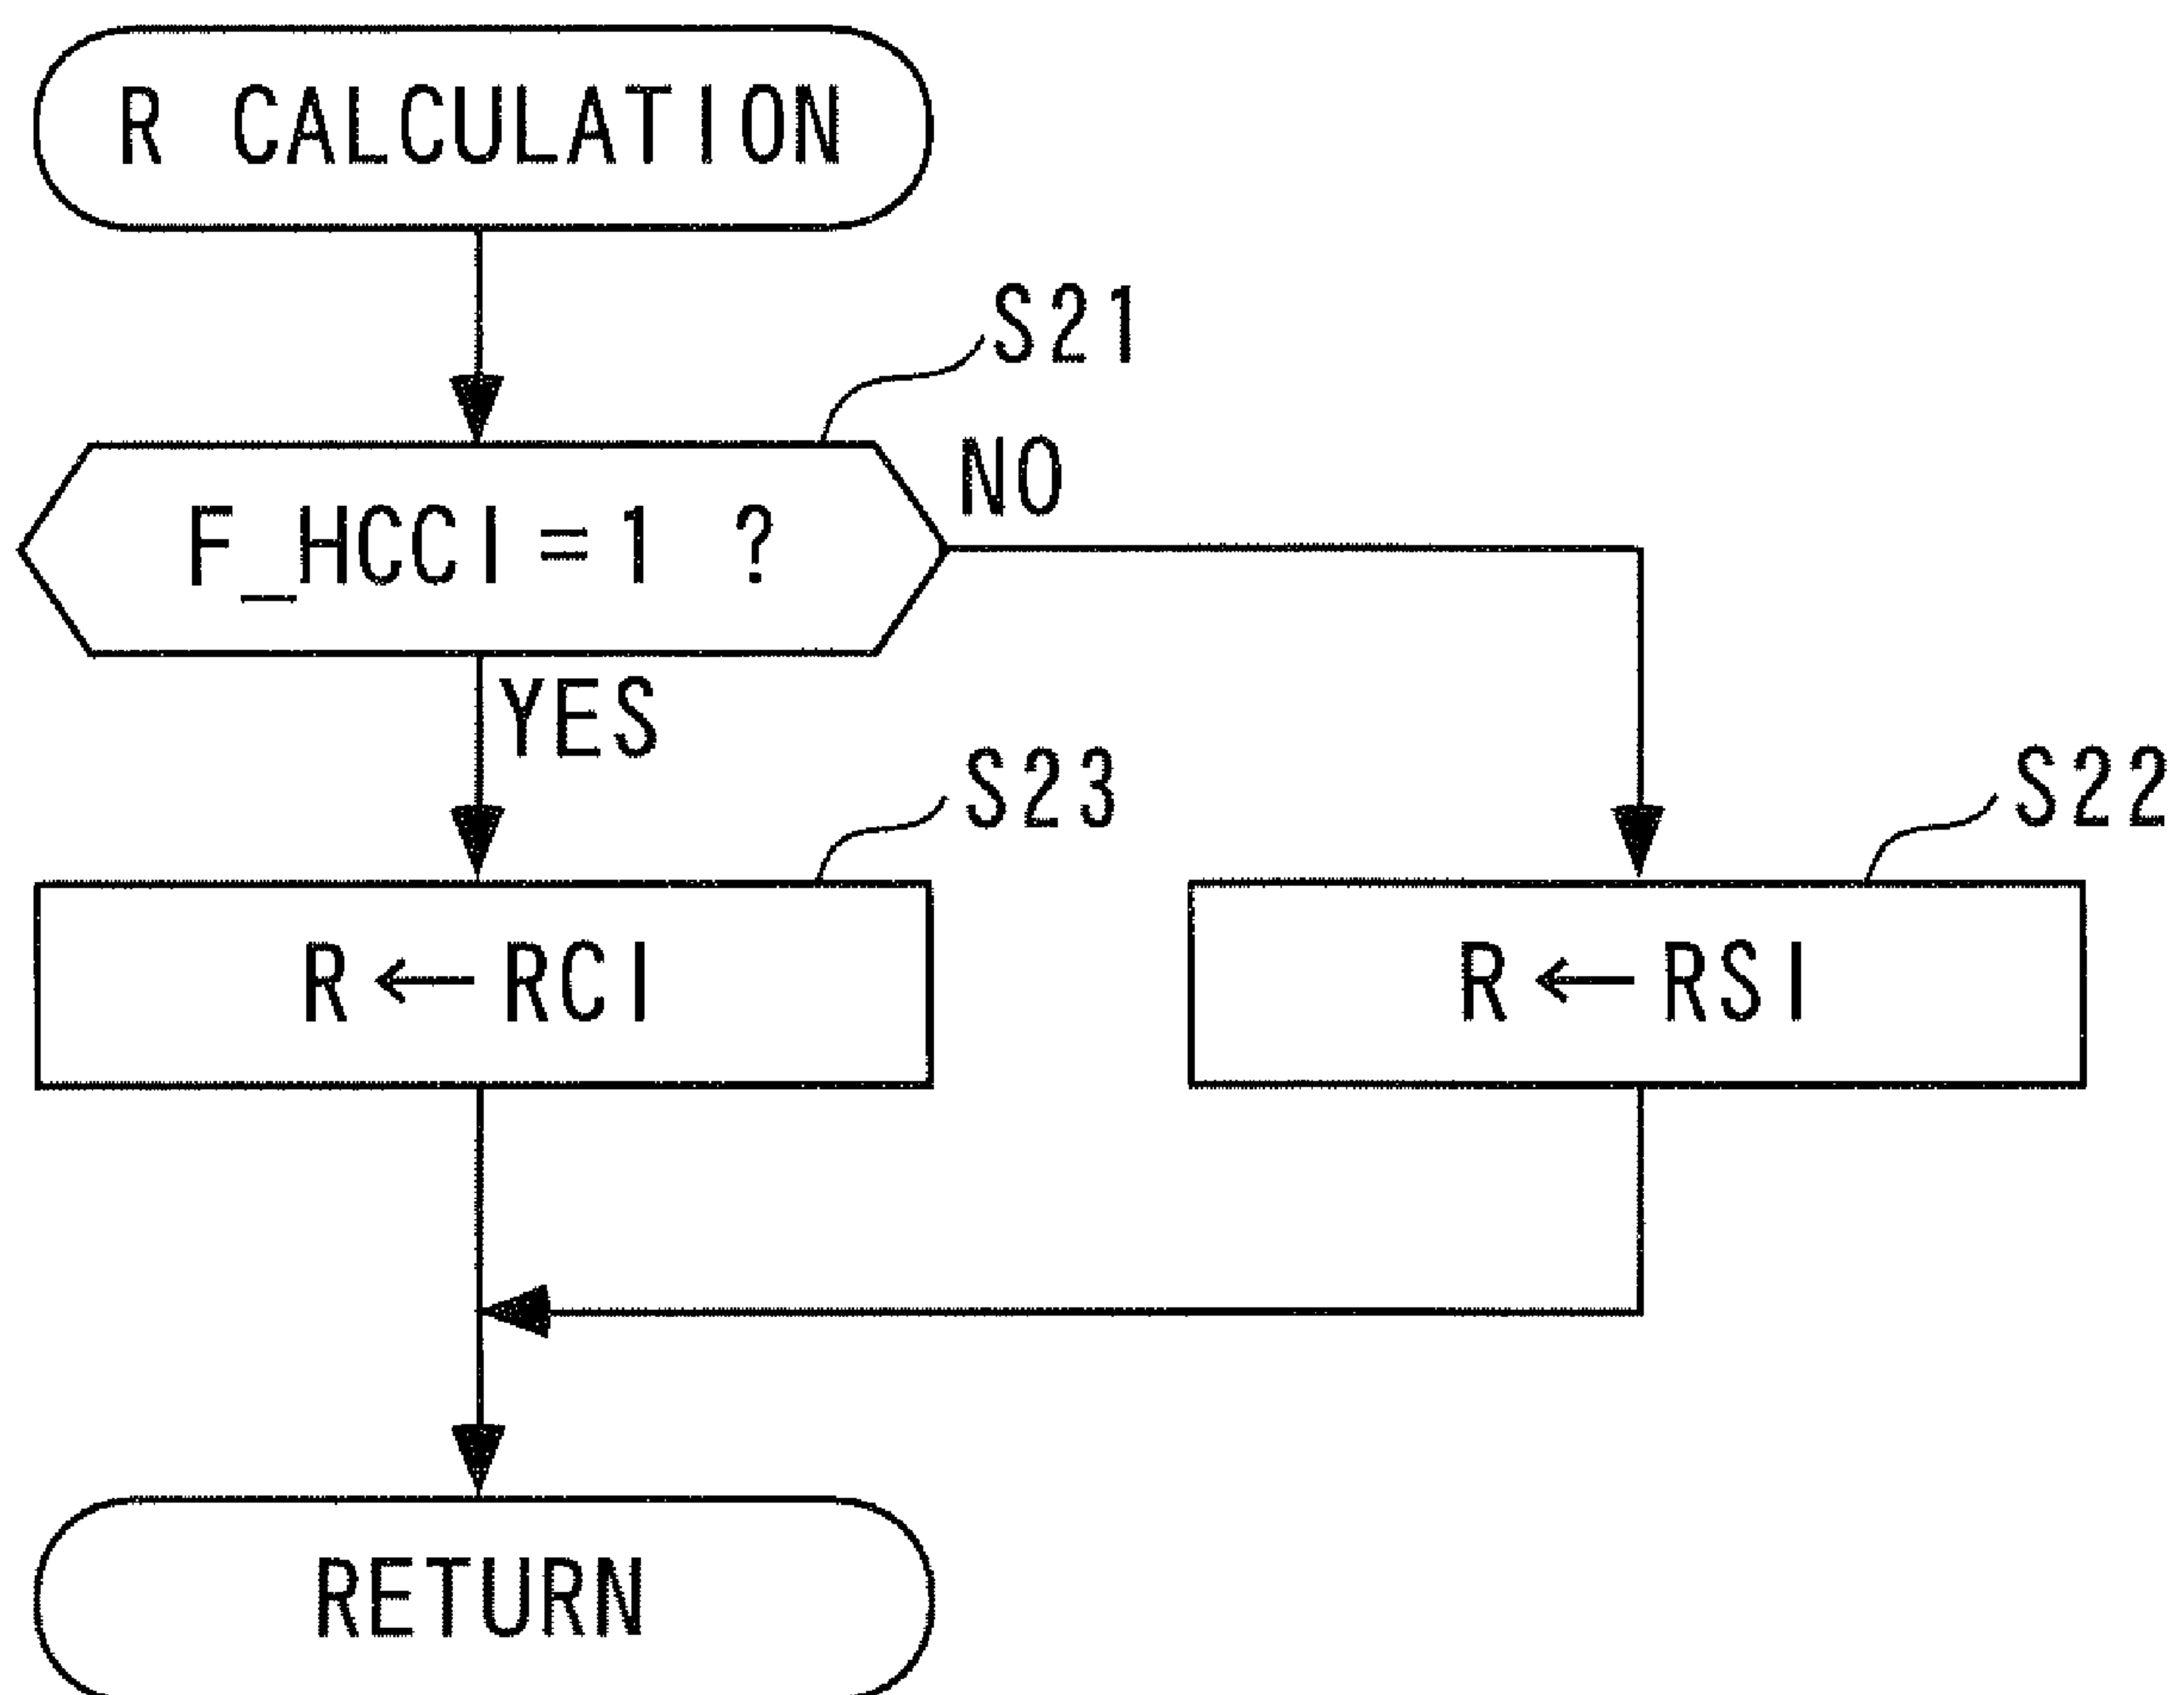 R CALCULATION
S21
F_HCCI=1 ?
NO
YES
S23
S22
R←RCI
R←RSI
RETURN